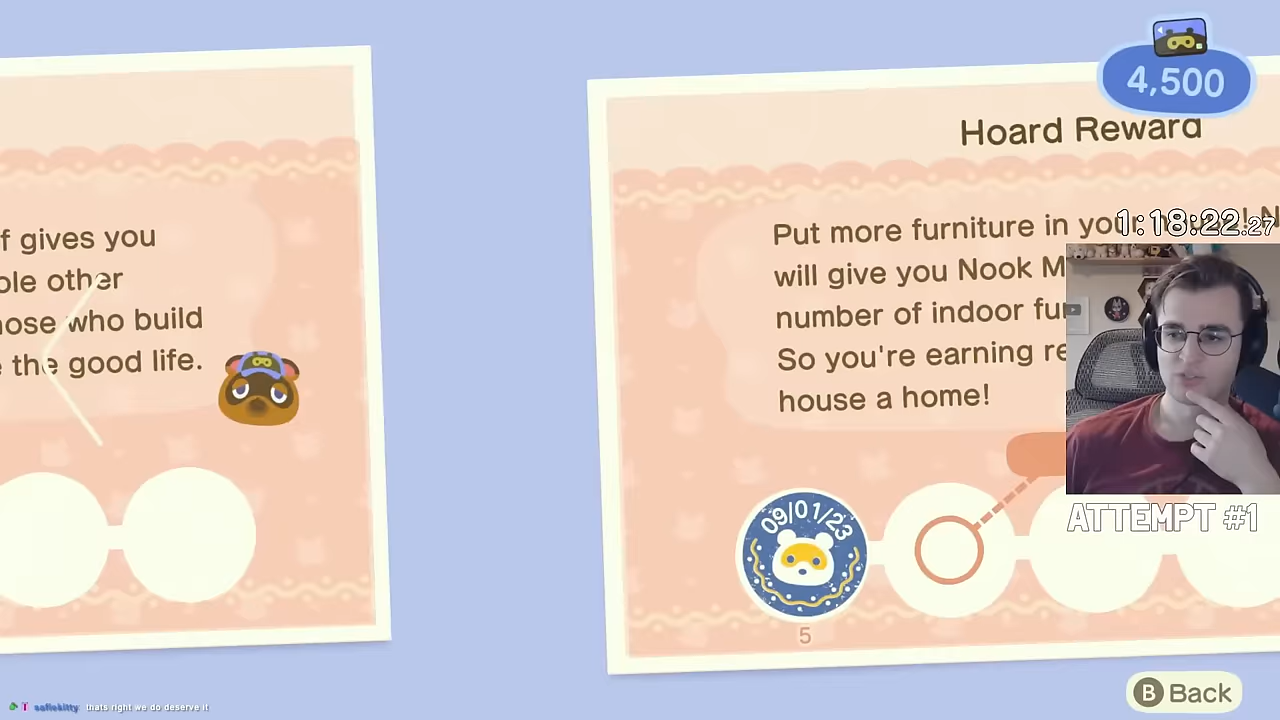 4,500
Hoard Reward
f gives you
ole other
hose who build
e the good life.
Put more furniture in you
will give you Nook M
number of indoor fu
So you're earning re
house a home!
1:18:22.27
09/01/23
5
ATTEMPT #1
B Back
sofiekitty thats right we do deserve it